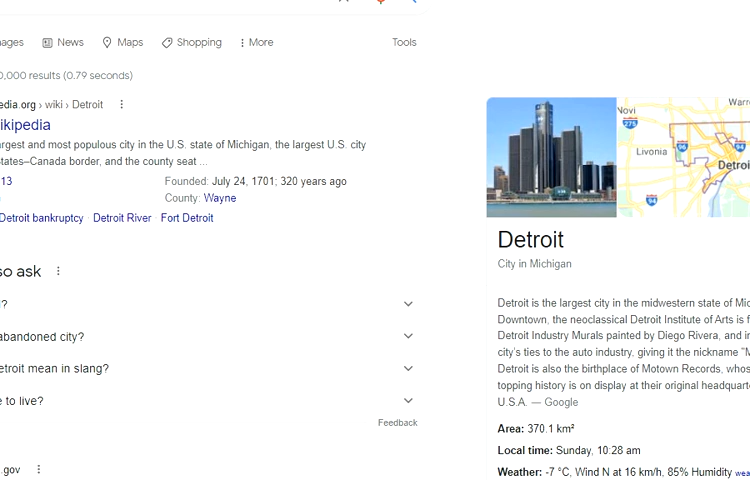 ages News Maps Shopping More Tools
0,000 results (0.79 seconds)
edia.org › wiki › Detroit
ikipedia
argest and most populous city in the U.S. state of Michigan, the largest U.S. city
tates–Canada border, and the county seat ...
13 Founded: July 24, 1701; 320 years ago
County: Wayne
Detroit bankruptcy · Detroit River · Fort Detroit
so ask
?
abandoned city?
etroit mean in slang?
e to live?
Feedback
.gov
Novi
Warr
275
96
94
Livonia
Detroi
94
Detroit
City in Michigan
Detroit is the largest city in the midwestern state of Mic
Downtown, the neoclassical Detroit Institute of Arts is f
Detroit Industry Murals painted by Diego Rivera, and in
city's ties to the auto industry, giving it the nickname "M
Detroit is also the birthplace of Motown Records, whos
topping history is on display at their original headquarte
U.S.A. — Google
Area: 370.1 km²
Local time: Sunday, 10:28 am
Weather: -7 °C, Wind N at 16 km/h, 85% Humidity wea